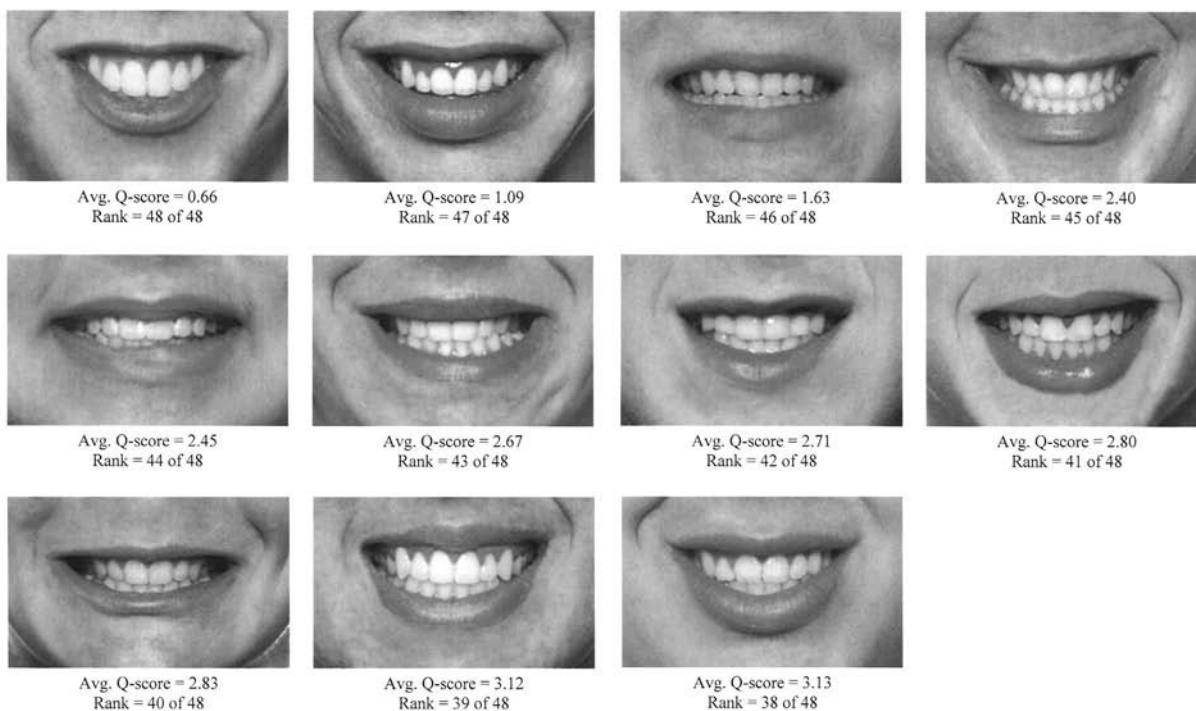 Avg. Q-score = 0.66
Rank = 48 of 48
Avg. Q-score = 1.09
Rank = 47 of 48
Avg. Q-score = 1.63
Rank = 46 of 48
Avg. Q-score = 2.40
Rank = 45 of 48
Avg. Q-score = 2.45
Rank = 44 of 48
Avg. Q-score = 2.67
Rank = 43 of 48
Avg. Q-score = 2.71
Rank = 42 of 48
Avg. Q-score = 2.80
Rank = 41 of 48
Avg. Q-score = 2.83
Rank = 40 of 48
Avg. Q-score = 3.12
Rank = 39 of 48
Avg. Q-score = 3.13
Rank = 38 of 48